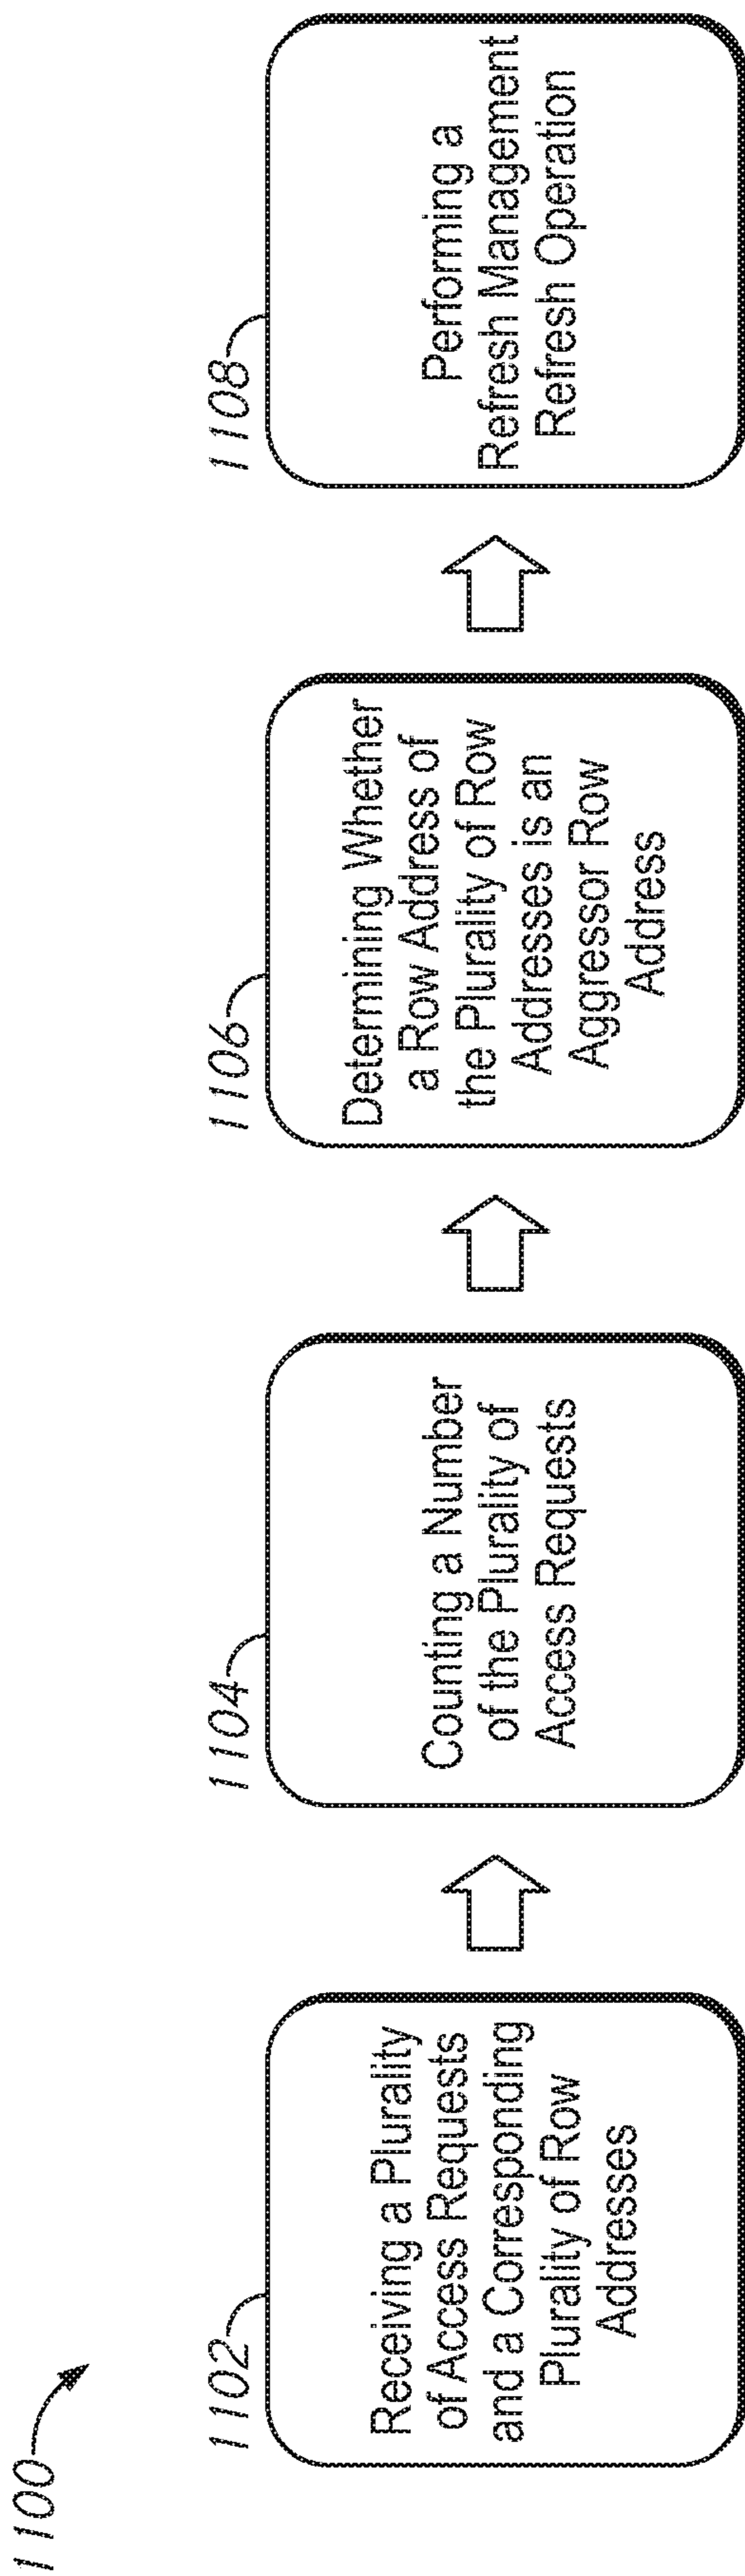 1100
1102
Receiving a Plurality
of Access Requests
and a Corresponding
Plurality of Row
Addresses
1104
Counting a Number
of the Plurality of
Access Requests
1106
Determining Whether
a Row Address of
the Plurality of Row
Addresses is an
Aggressor Row
Address
1108
Performing a
Refresh Management
Refresh Operation